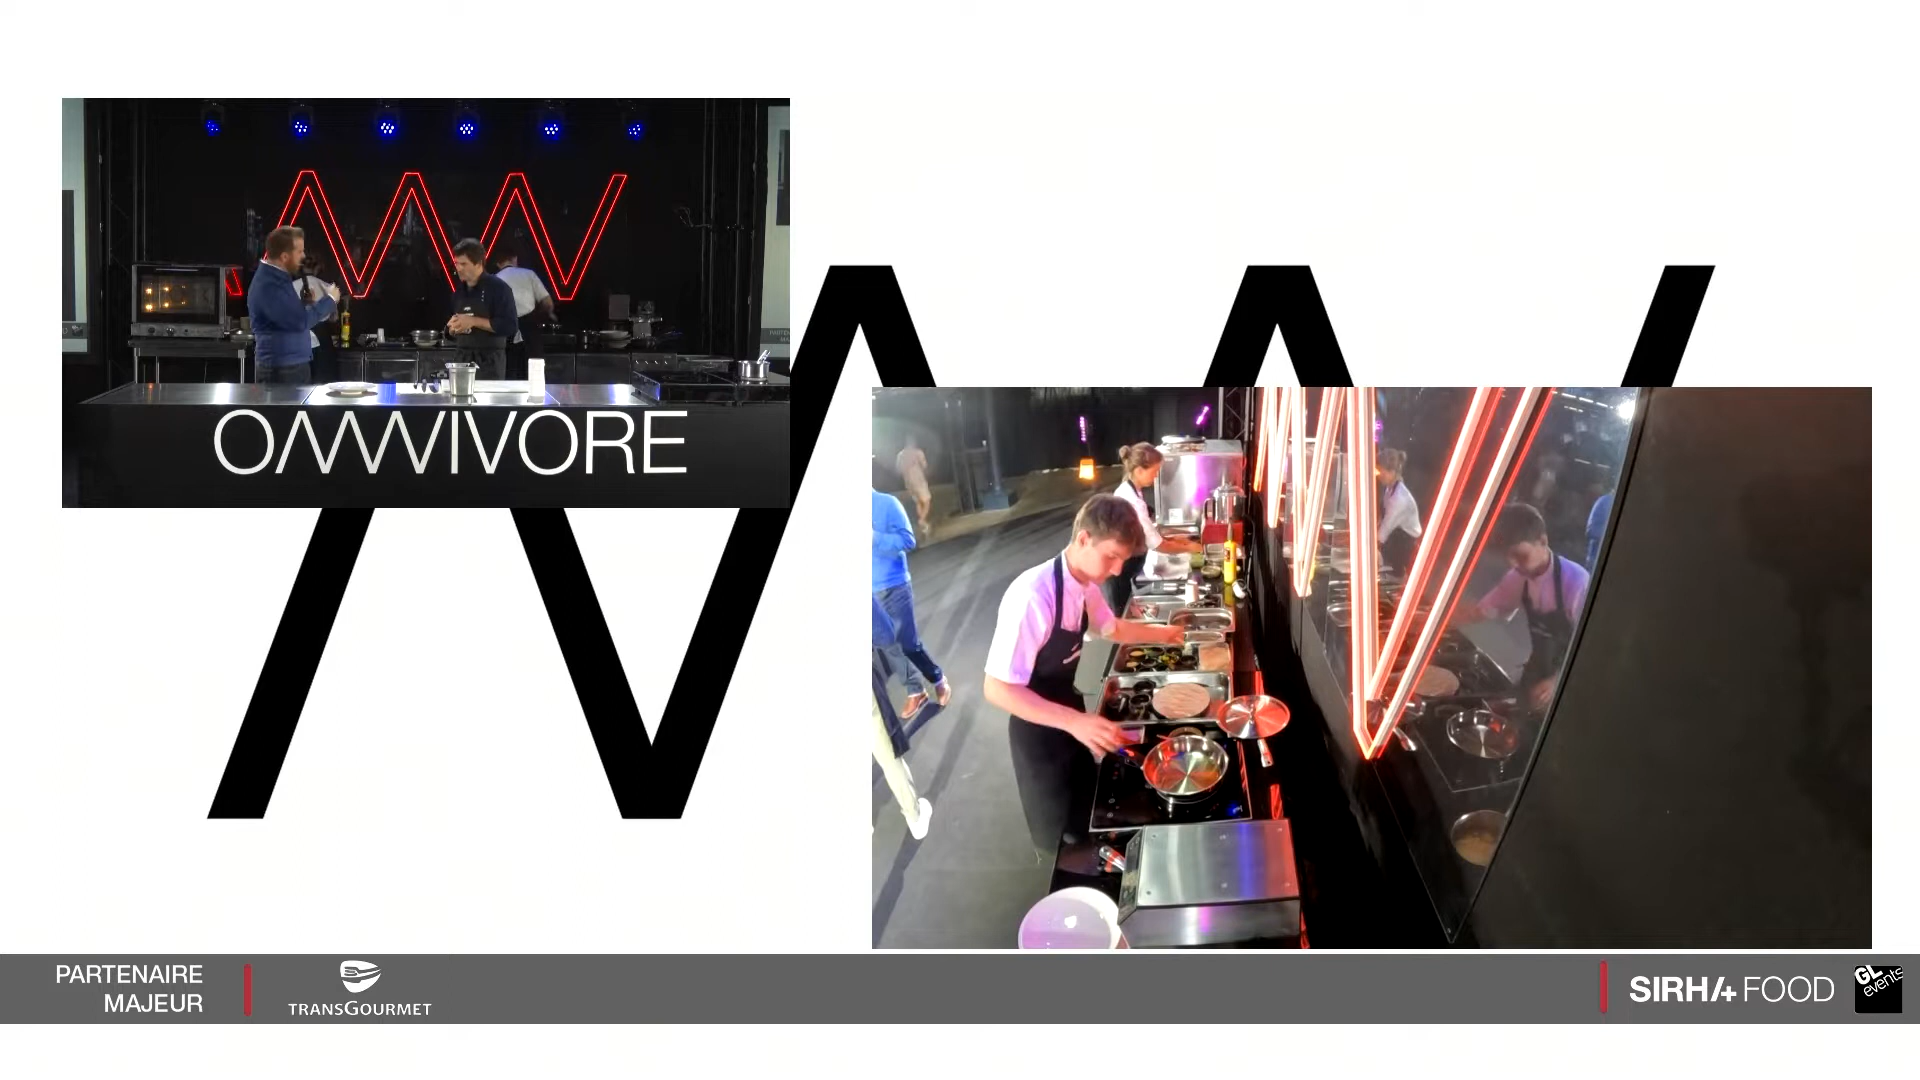 OMNIVORE
PARTENAIRE
MAJEUR
TRANSGOURMET
SIRHA FOOD
GL
events